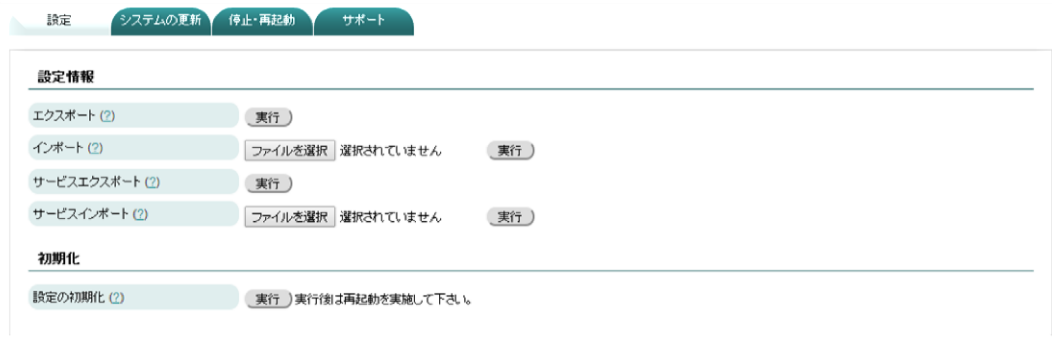 設定 システムの更新 停止・再起動 サポート
設定情報
エクスポート (?) 実行
インポート (?) ファイルを選択 選択されていません 実行
サービスエクスポート (?) 実行
サービスインポート (?) ファイルを選択 選択されていません 実行
初期化
設定の初期化 (?) 実行 実行後は再起動を実施して下さい。